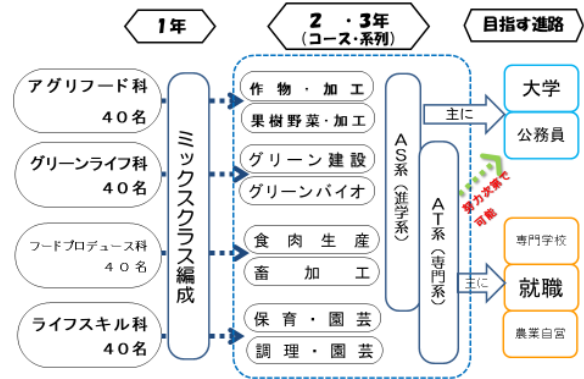 1年
2・3年
(コース・系列)
目指す進路
アグリフード科
40名
グリーンライフ科
40名
フードプロデュース科
40名
ライフスキル科
40名
ミックスクラス編成
作物・加工
果樹野菜・加工
グリーン建設
グリーンバイオ
食肉生産
畜加工
保育・園芸
調理・園芸
AS系(進学系)
AT系(専門系)
主に
努力次第で
可能
主に
大学
公務員
専門学校
就職
農業自営